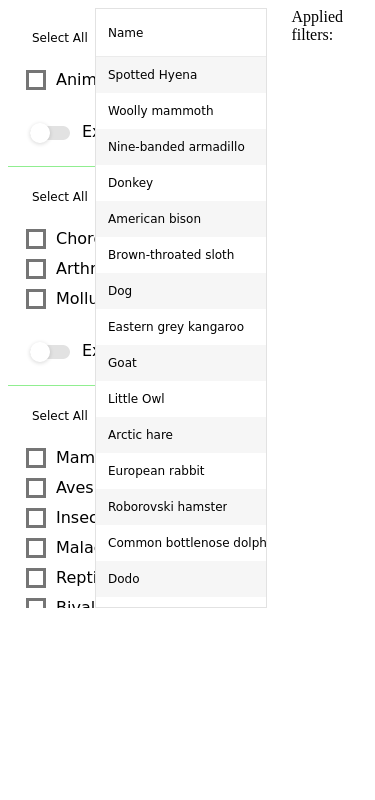 Select All
Anim
Ex
Select All
Chor
Arthr
Mollu
Ex
Select All
Mam
Aves
Insec
Mala
Repti
Bival
Name
Spotted Hyena
Woolly mammoth
Nine-banded armadillo
Donkey
American bison
Brown-throated sloth
Dog
Eastern grey kangaroo
Goat
Little Owl
Arctic hare
European rabbit
Roborovski hamster
Common bottlenose dolph
Dodo
Applied
filters: